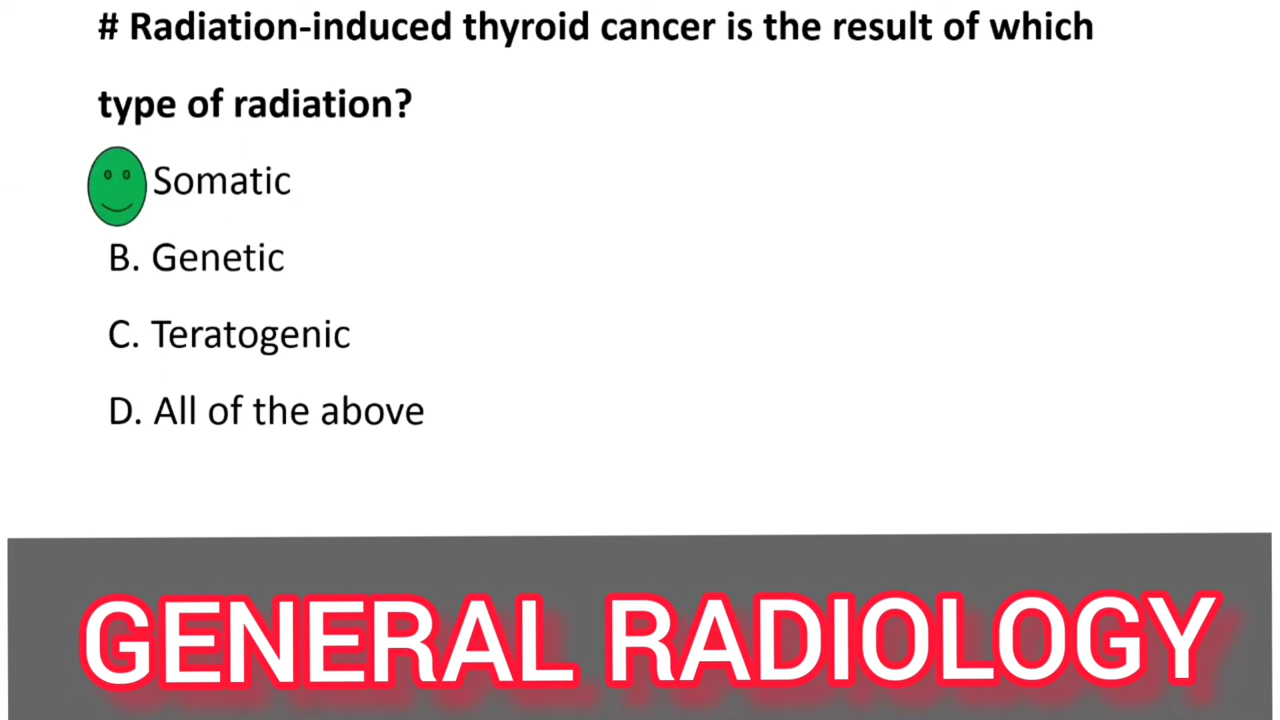 # Radiation-induced thyroid cancer is the result of which
type of radiation?
Somatic
B. Genetic
C. Teratogenic
D. All of the above
GENERAL RADIOLOGY